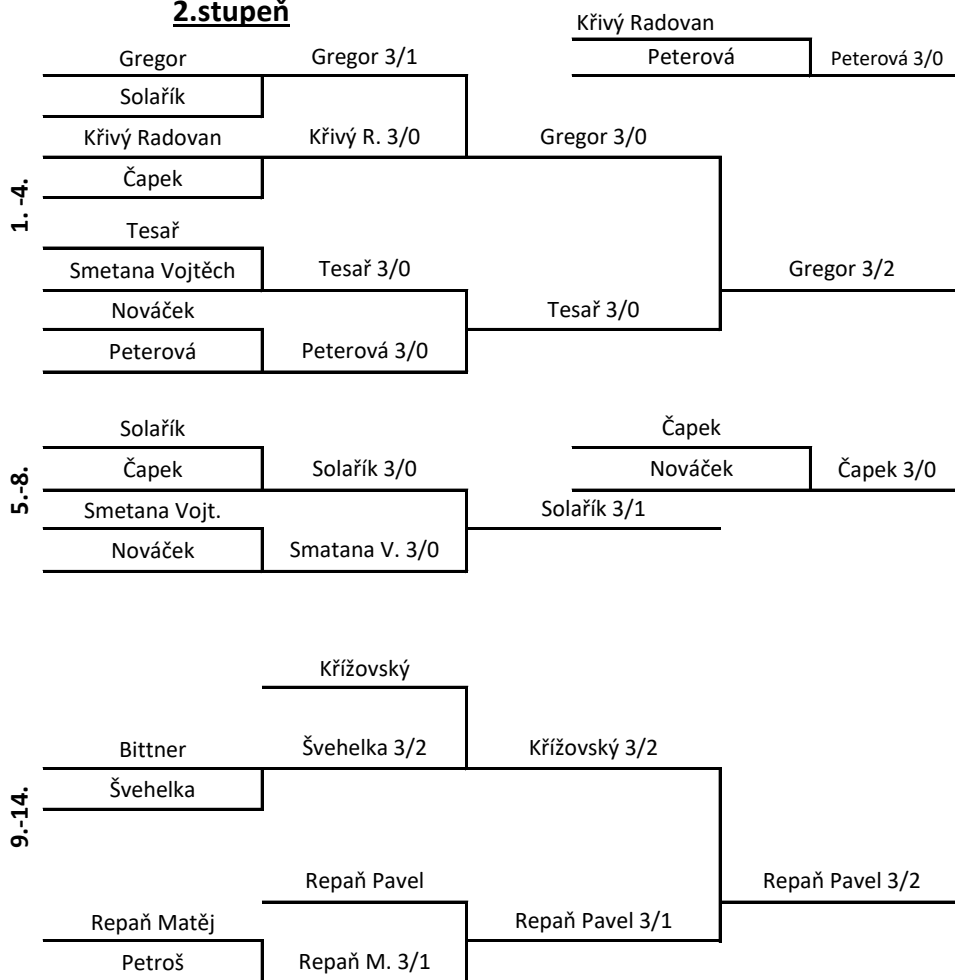 2.stupeň
Křivý Radovan
Gregor Gregor 3/1 Peterová Peterová 3/0
Solařík
Křivý Radovan Křivý R. 3/0 Gregor 3/0
Čapek
1. -4.
Tesař
Smetana Vojtěch Tesař 3/0 Gregor 3/2
Nováček Tesař 3/0
Peterová Peterová 3/0
Solařík Čapek
Čapek Solařík 3/0 Nováček Čapek 3/0
5.-8.
Smetana Vojt. Solařík 3/1
Nováček Smatana V. 3/0
Křížovský
Bittner Švehelka 3/2 Křížovský 3/2
Švehelka
9.-14.
Repaň Pavel Repaň Pavel 3/2
Repaň Matěj Repaň Pavel 3/1
Petroš Repaň M. 3/1